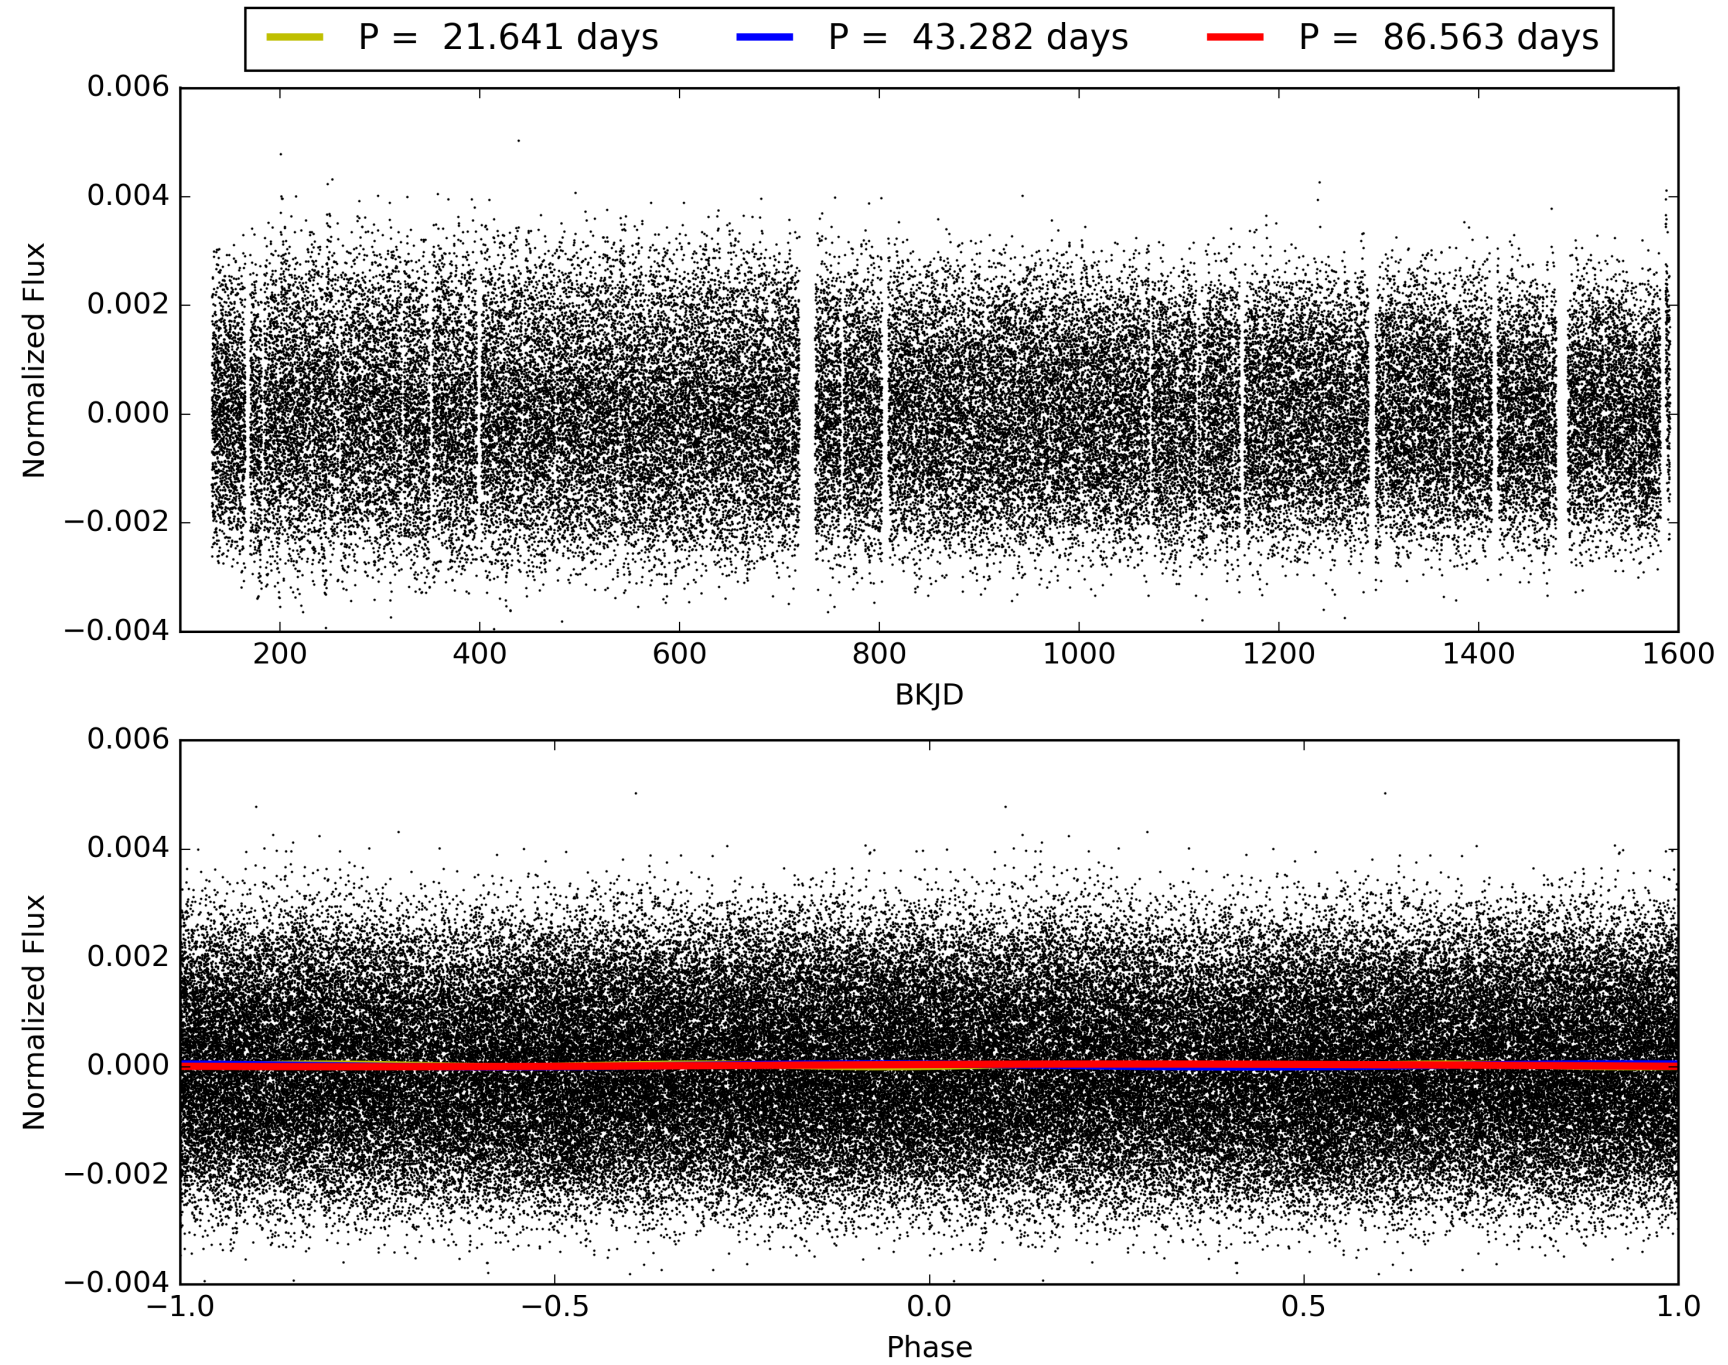 P = 21.641 days P = 43.282 days P = 86.563 days
0.006
0.004
0.002
0.000
−0.002
−0.004
Normalized Flux
200 400 600 800 1000 1200 1400 1600
BKJD
0.006
0.004
0.002
0.000
−0.002
−0.004
Normalized Flux
−1.0 −0.5 0.0 0.5 1.0
Phase